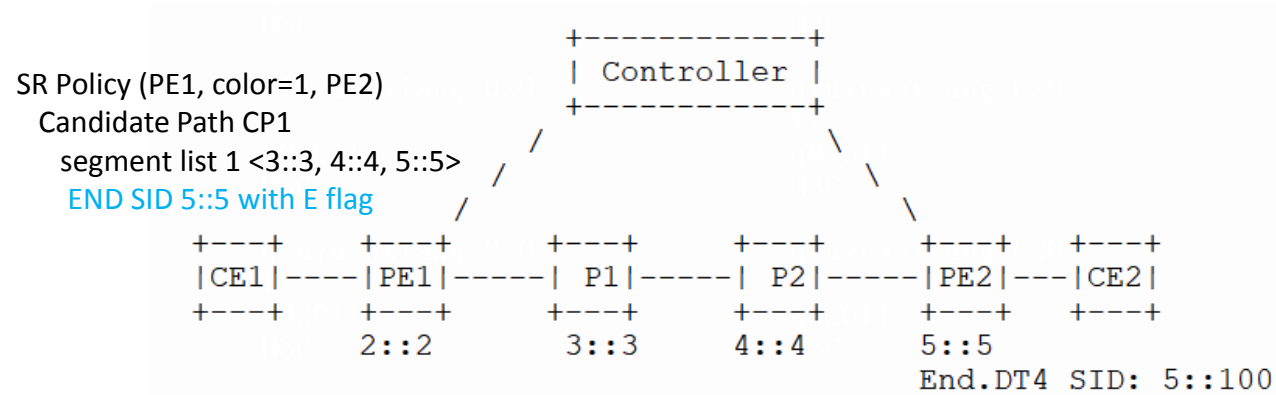 +------------+
| Controller |
+------------+
SR Policy (PE1, color=1, PE2)
Candidate Path CP1
segment list 1 <3::3, 4::4, 5::5>
END SID 5::5 with E flag
/ \
/ \
/ \
+---+ +---+ +---+ +---+ +---+ +---+
|CE1|----|PE1|-----| P1|-----| P2|-----|PE2|---|CE2|
+---+ +---+ +---+ +---+ +---+ +---+
2::2 3::3 4::4 5::5
End.DT4 SID: 5::100